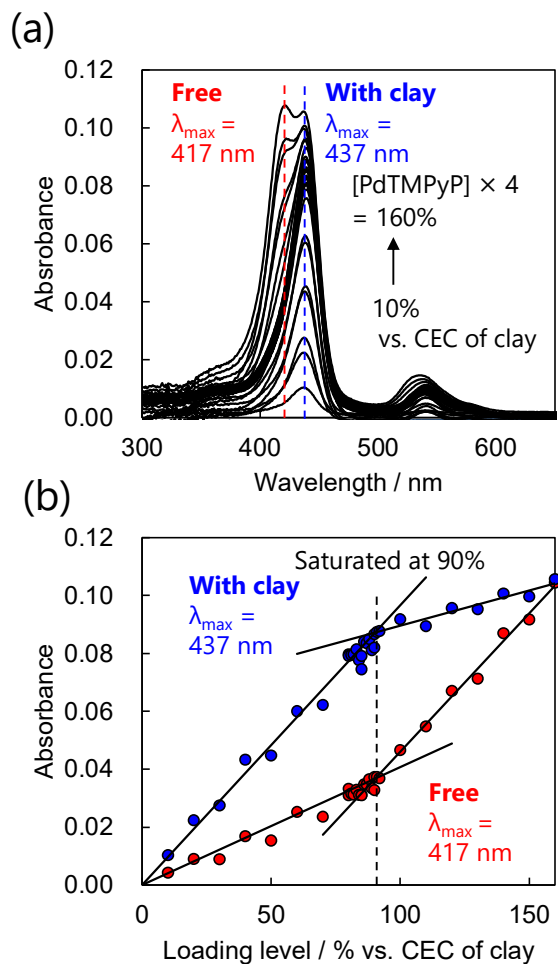 (a)
0.12
0.10
0.08
0.06
0.04
0.02
0.00
Free
λmax =
417 nm
With clay
λmax =
437 nm
[PdTMPyP] × 4
= 160%
10%
vs. CEC of clay
Absrobance
300
400
500
600
Wavelength / nm
(b)
0.12
0.10
0.08
0.06
0.04
0.02
0.00
Saturated at 90%
With clay
λmax =
437 nm
Free
λmax =
417 nm
Absorbance
0
50
100
150
Loading level / % vs. CEC of clay